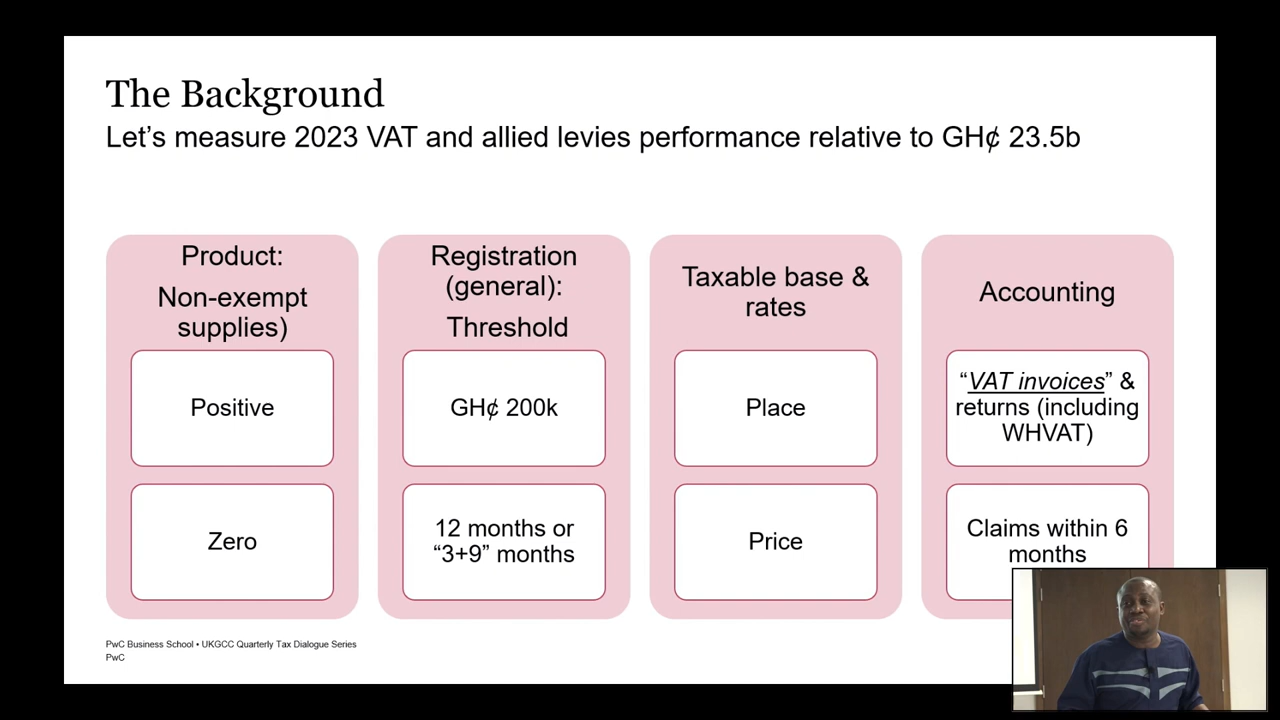 The Background
Let’s measure 2023 VAT and allied levies performance relative to GH¢ 23.5b
Product:
Non-exempt
supplies)
Positive
Zero
Registration
(general):
Threshold
GH¢ 200k
12 months or
“3+9” months
Taxable base &
rates
Place
Price
Accounting
“VAT invoices” &
returns (including
WHVAT)
Claims within 6
months
PwC Business School • UKGCC Quarterly Tax Dialogue Series
PwC